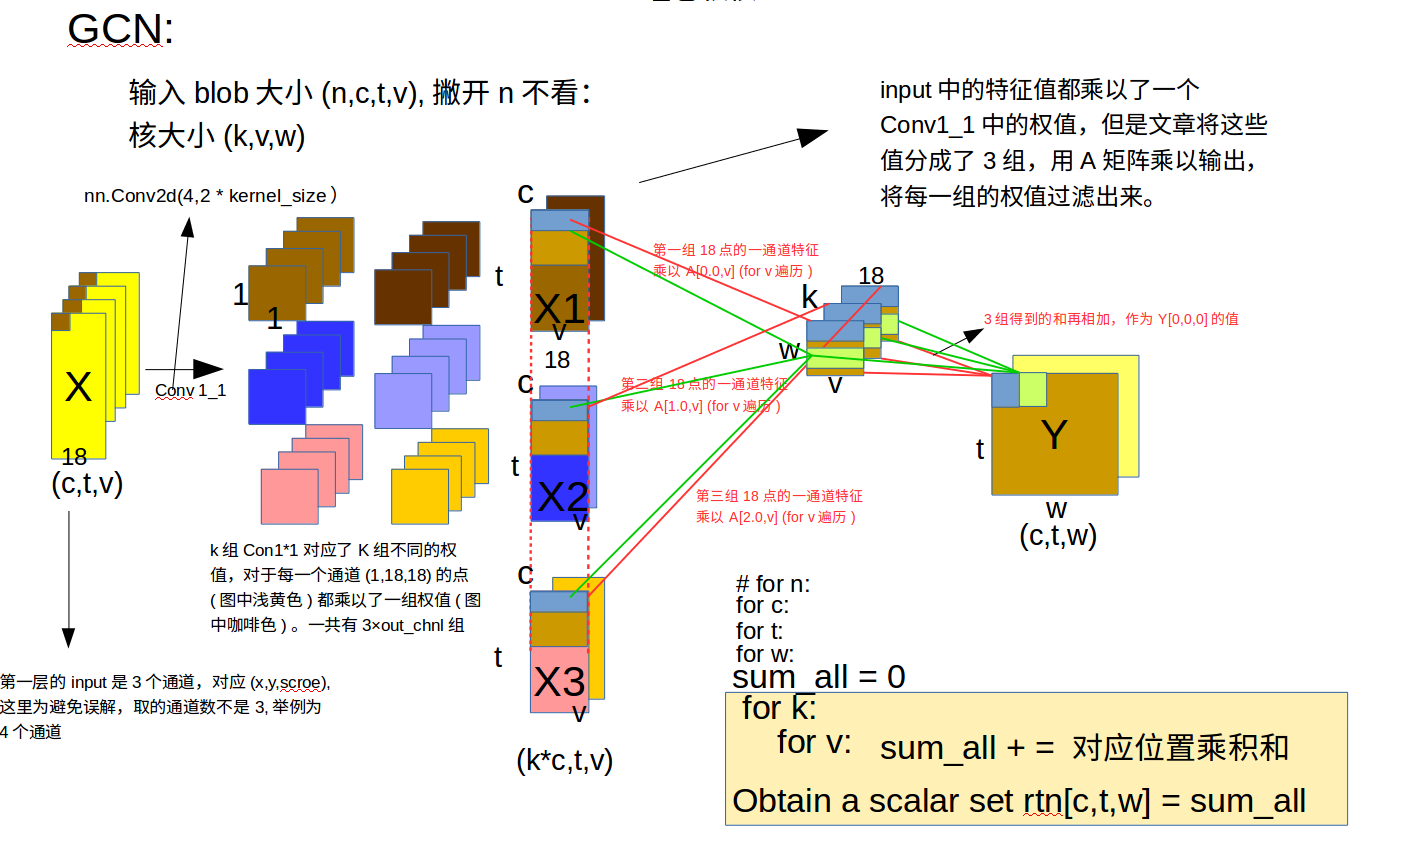 GCN:
输入 blob 大小 (n,c,t,v), 撇开 n 不看：
核大小 (k,v,w)
input 中的特征值都乘以了一个
Conv1_1 中的权值，但是文章将这些
值分成了 3 组，用 A 矩阵乘以输出，
将每一组的权值过滤出来。
nn.Conv2d(4,2 * kernel_size )
c
第一组 18 点的一通道特征
乘以 A[0.0,v] (for v 遍历 )
t
1
1
X1
v
18
k
18
w
v
3 组得到的和再相加，作为 Y[0,0,0] 的值
X
18
(c,t,v)
Conv 1_1
c
第二组 18 点的一通道特征
乘以 A[1.0,v] (for v 遍历 )
t
X2
v
t
Y
w
(c,t,w)
第三组 18 点的一通道特征
乘以 A[2.0,v] (for v 遍历 )
k 组 Con1*1 对应了 K 组不同的权
值，对于每一个通道 (1,18,18) 的点
( 图中浅黄色 ) 都乘以了一组权值 ( 图
中咖啡色 ) 。一共有 3×out_chnl 组
c
t
X3
v
(k*c,t,v)
第一层的 input 是 3 个通道，对应 (x,y,scroe),
这里为避免误解，取的通道数不是 3, 举例为
4 个通道
# for n:
for c:
for t:
for w:
sum_all = 0
for k:
for v: sum_all + = 对应位置乘积和
Obtain a scalar set rtn[c,t,w] = sum_all